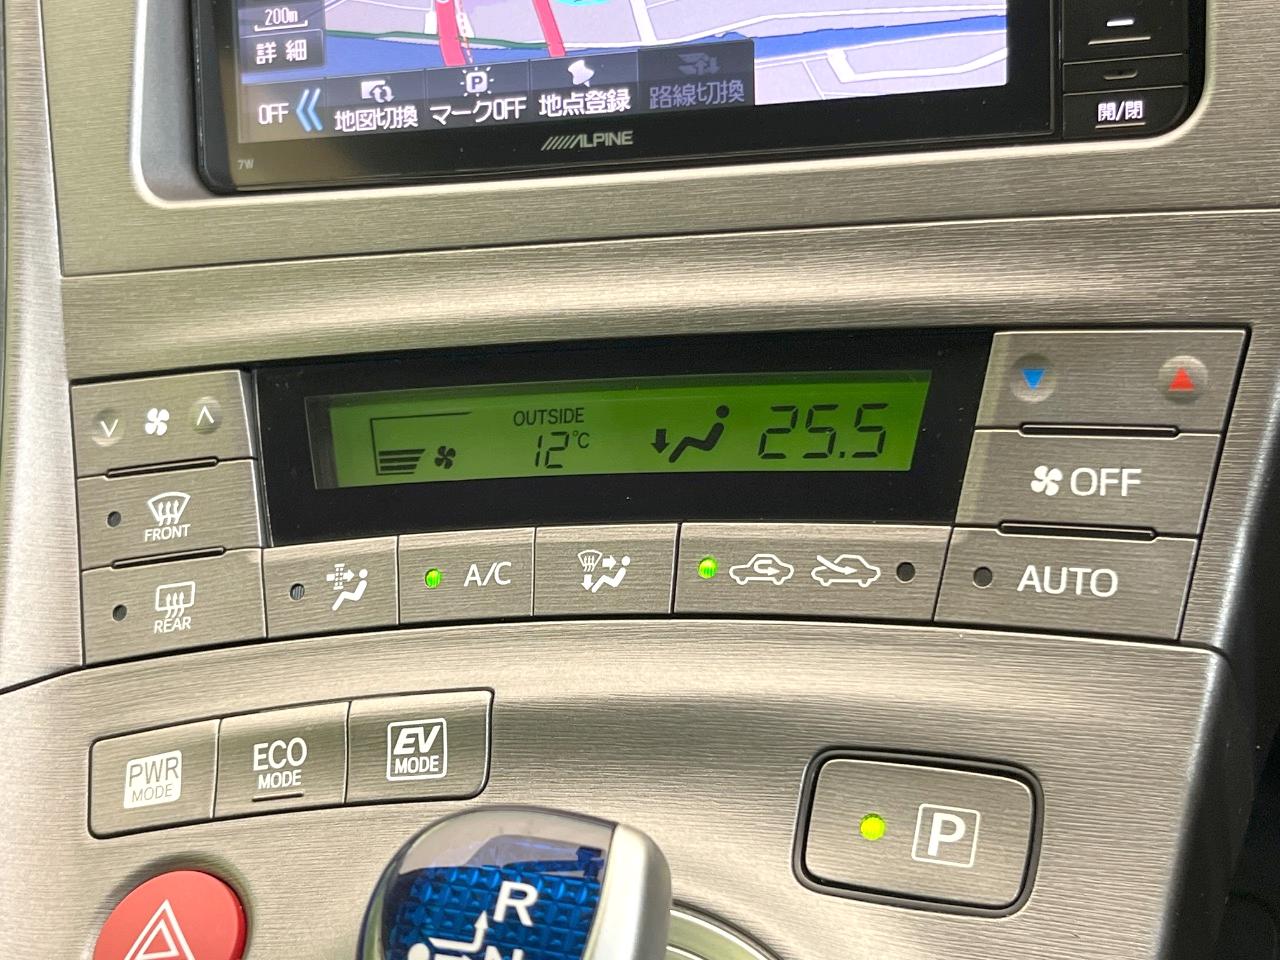 200m
詳細
OFF
地図切換
マークOFF
地点登録
路線切換
開/閉
7W
ALPINE
OUTSIDE
12℃
25.5
FRONT
OFF
REAR
A/C
AUTO
PWR
MODE
ECO
MODE
EV
MODE
P
R
N